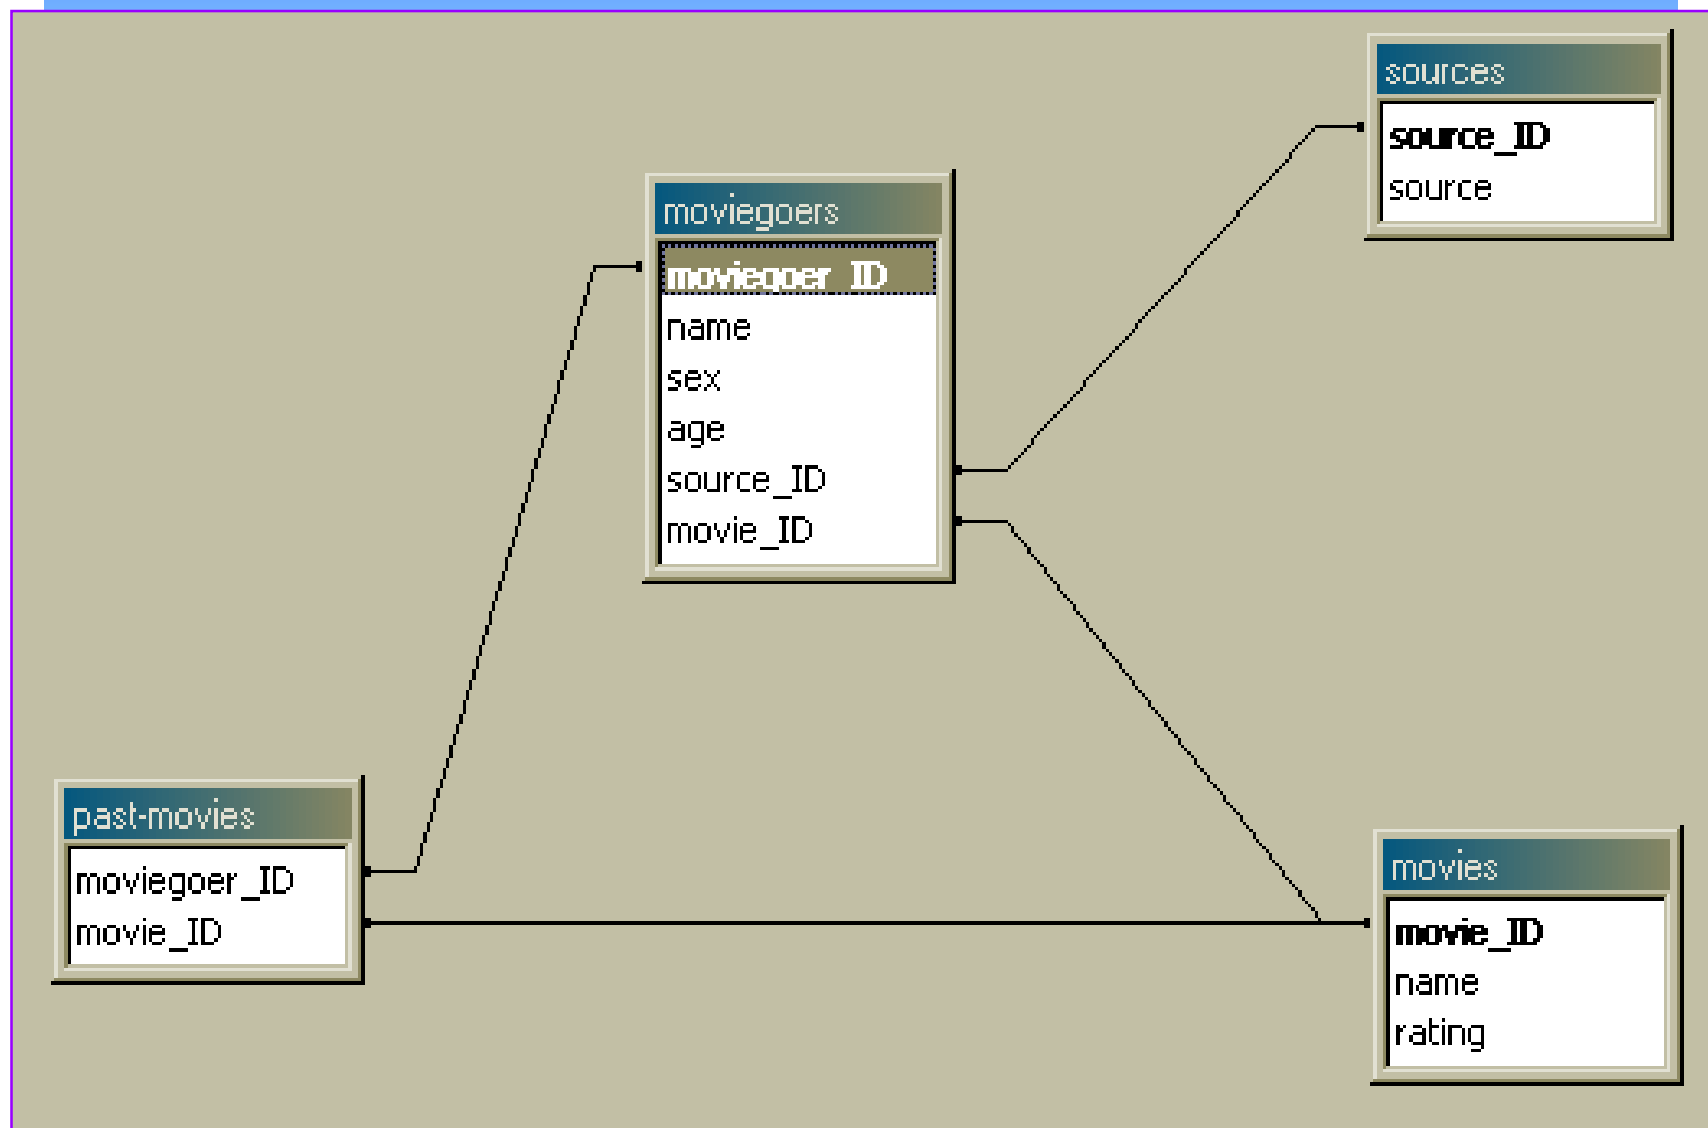 sources
source_ID
source
moviegoers
moviegoer_ID
name
sex
age
source_ID
movie_ID
past-movies
moviegoer_ID
movie_ID
movies
movie_ID
name
rating